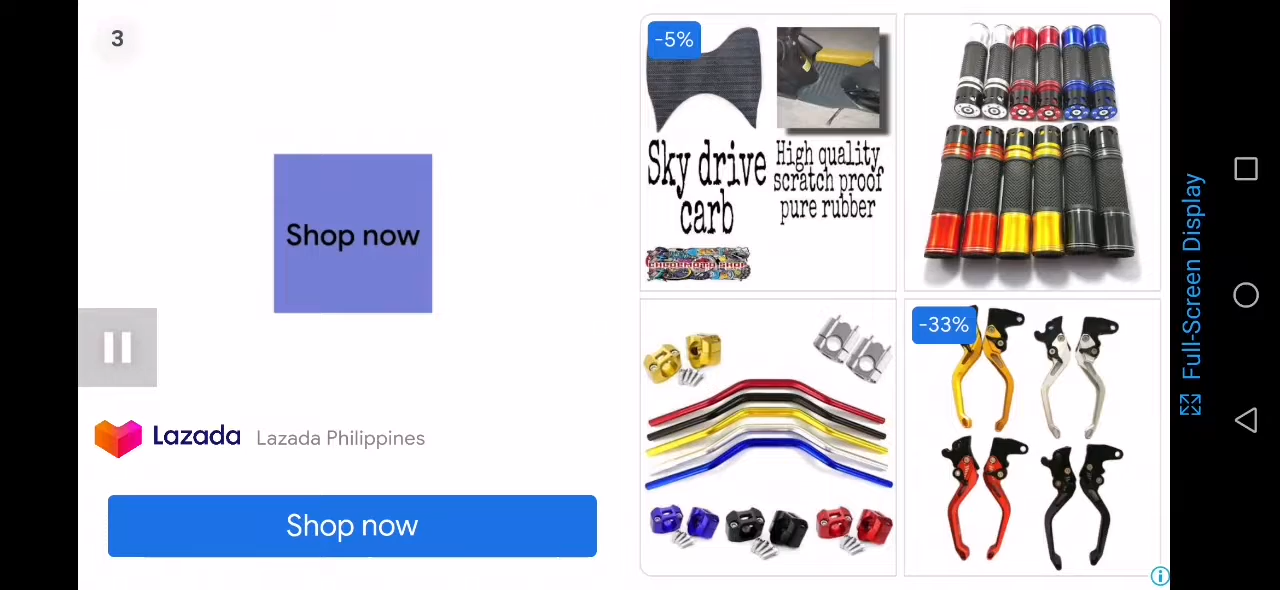 3
Shop now
Lazada Lazada Philippines
Shop now
-5%
Sky drive
carb
High quality
scratch proof
pure rubber
-33%
Full-Screen Display